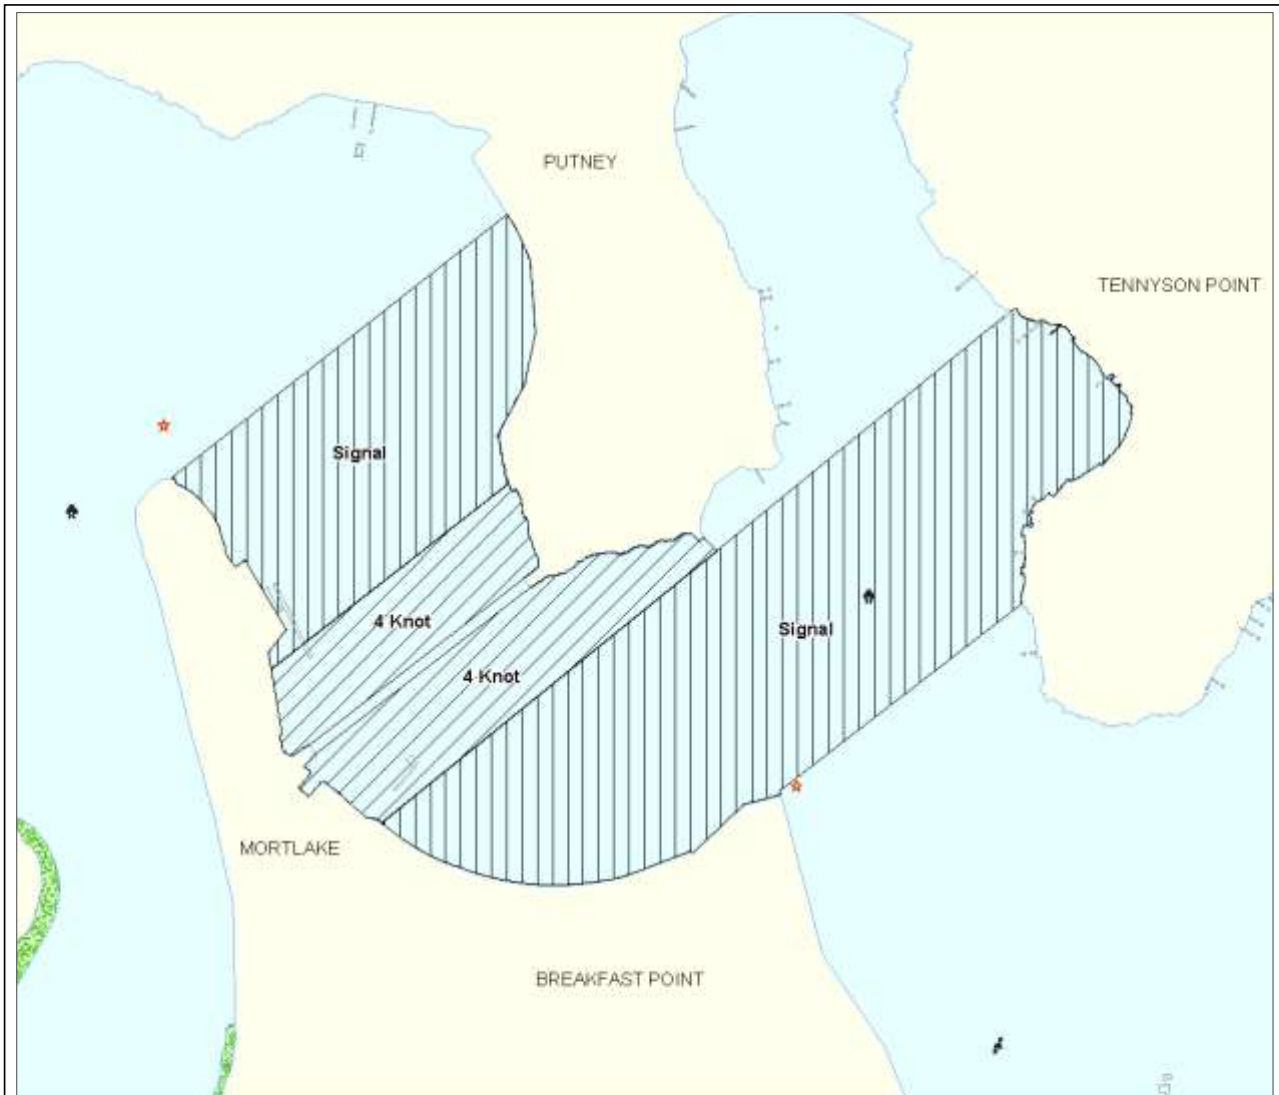 PUTNEY
TENNYSON POINT
Signal
4 Knot
Signal
4 Knot
MORTLAKE
BREAKFAST POINT